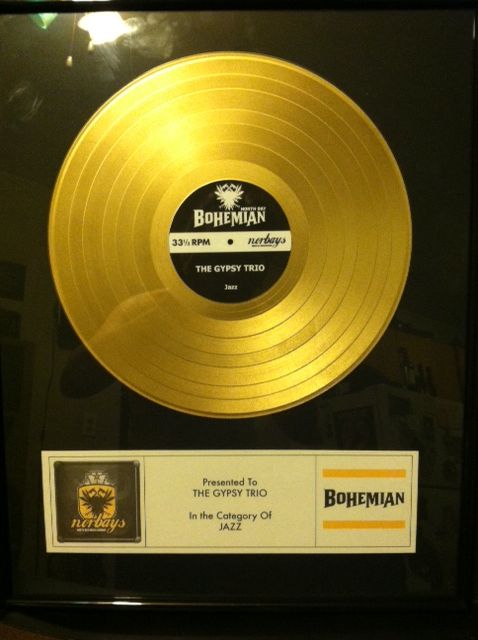 NORTH BAY
BOHEMIAN
33⅓ RPM
norbays
THE GYPSY TRIO
Jazz
norbays
Presented To
THE GYPSY TRIO
In the Category Of
JAZZ
BOHEMIAN